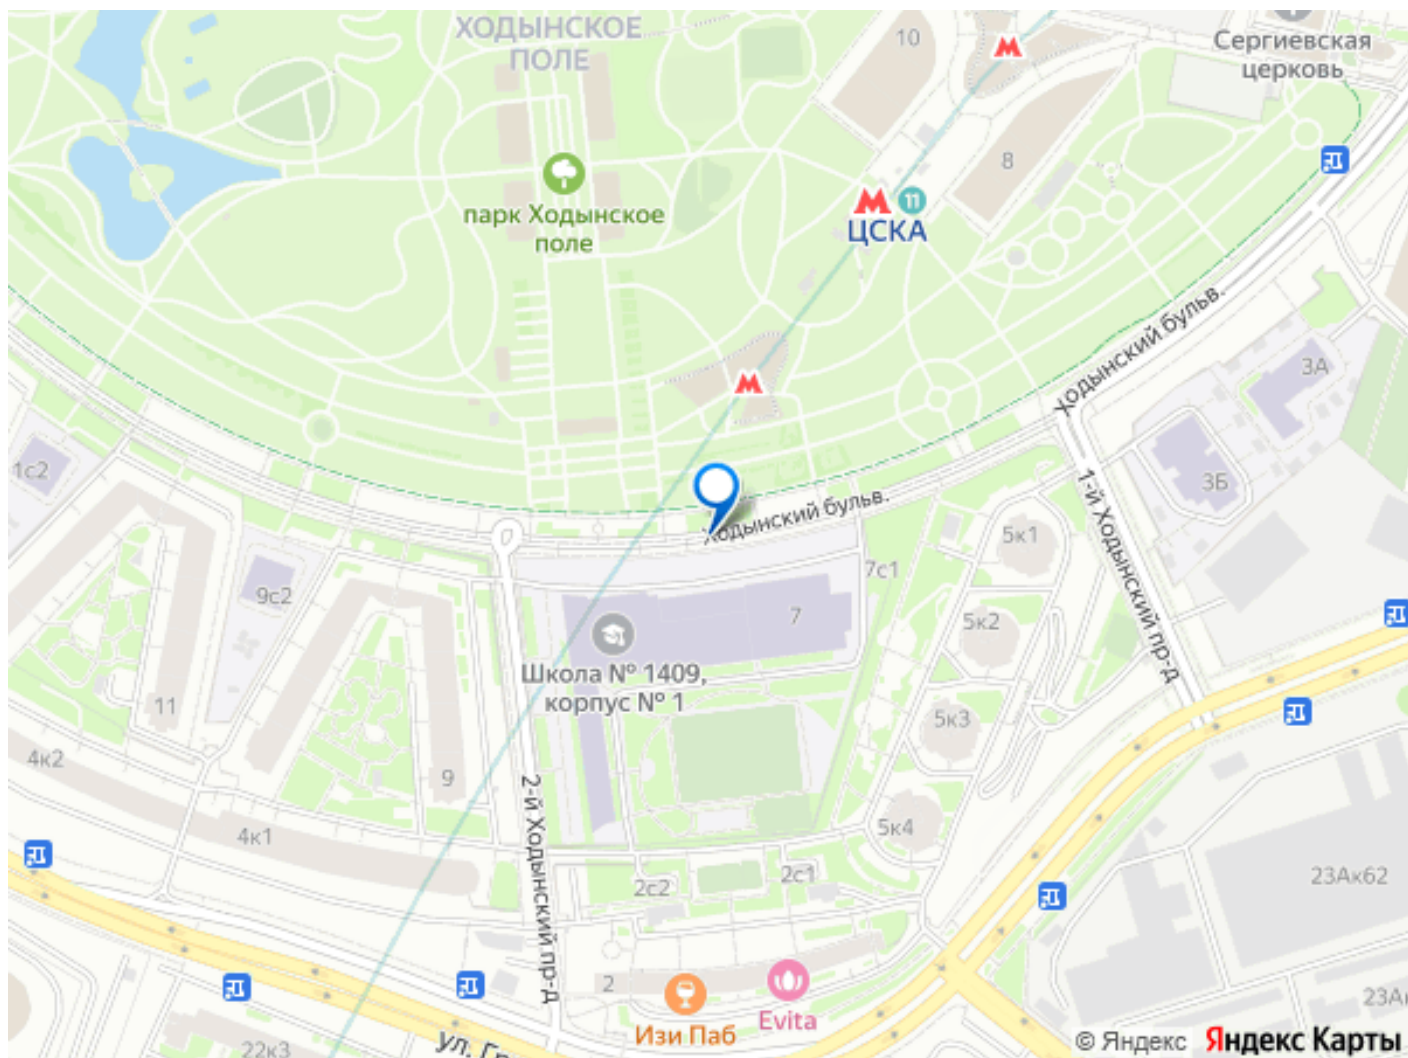 ХОДЫНСКОЕ
ПОЛЕ
10
Сергиевская
церковь
8
парк Ходынское
поле
11
ЦСКА
Ходынский бульв.
3А
3Б
1с2
Ходынский бульв.
1-й Ходынский пр-д
5к1
7с1
9с2
7
5к2
Школа № 1409,
корпус № 1
11
5к3
4к2
9
2-й Ходынский пр-д
4к1
5к4
2с2
2с1
23Ак62
2
Изи Паб
Evita
23А
22к3
ул. Гр
© Яндекс Яндекс Карты